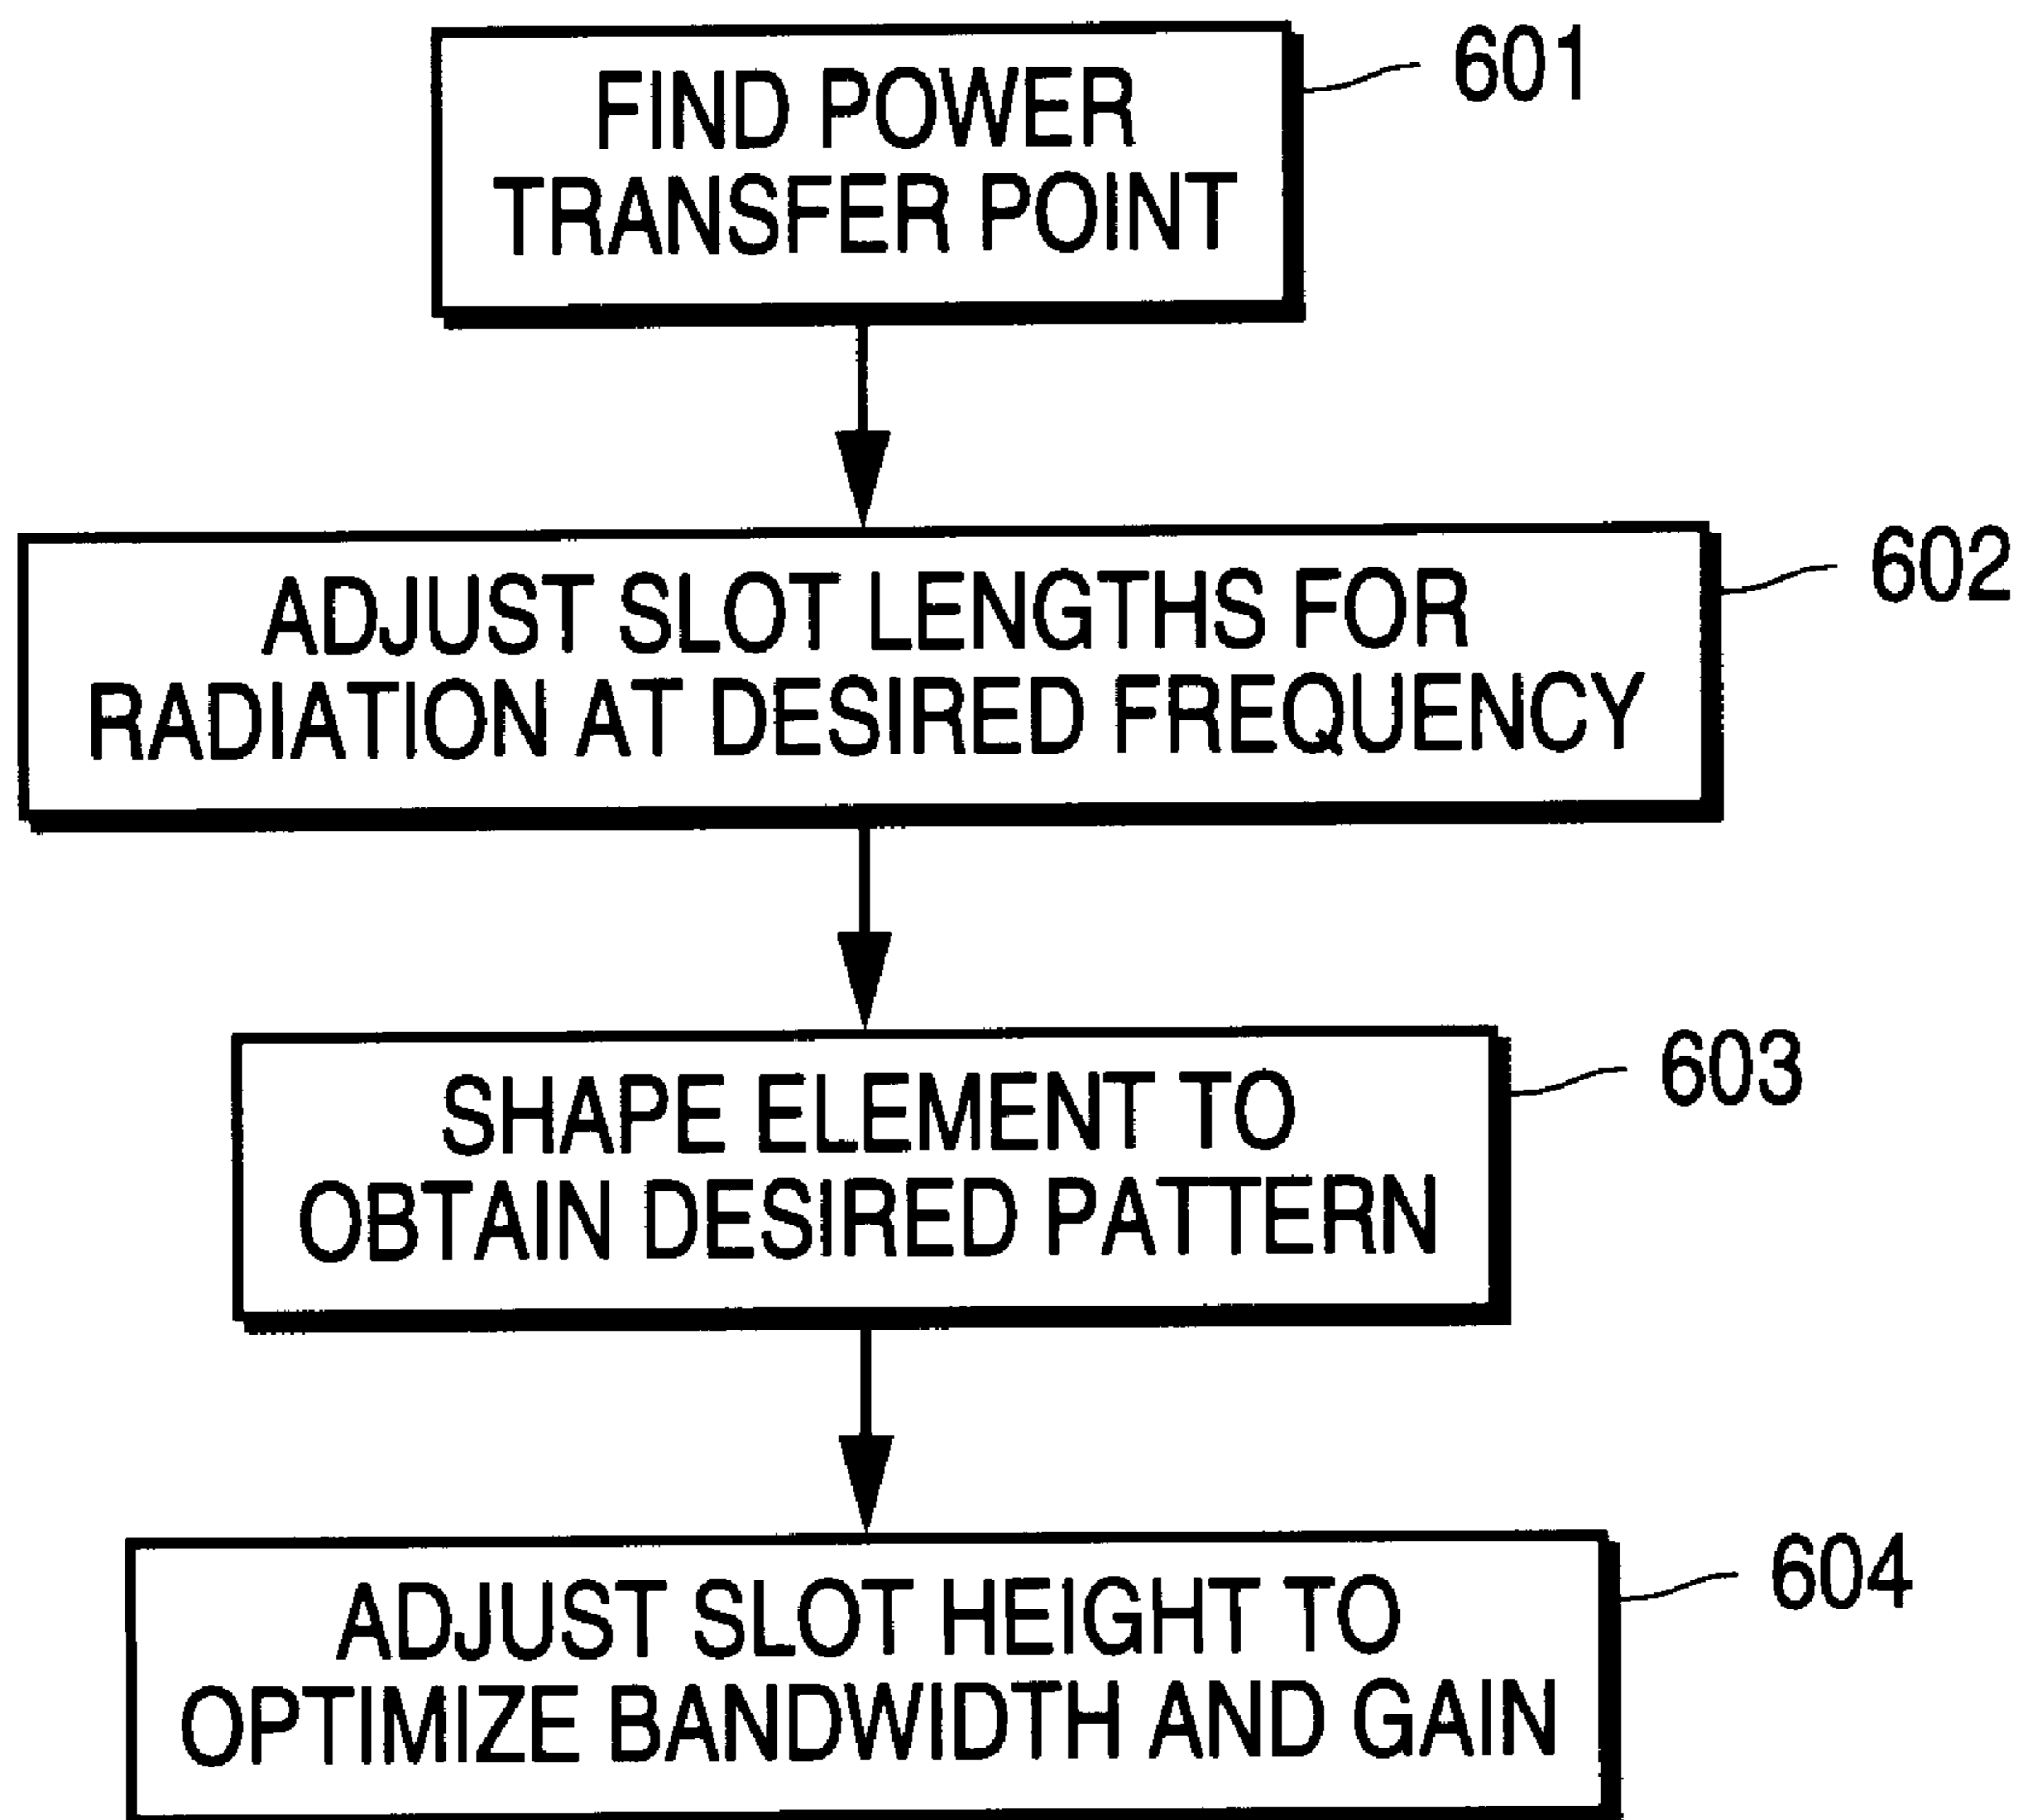 FIND POWER
TRANSFER POINT
601
ADJUST SLOT LENGTHS FOR
RADIATION AT DESIRED FREQUENCY
602
SHAPE ELEMENT TO
OBTAIN DESIRED PATTERN
603
ADJUST SLOT HEIGHT TO
OPTIMIZE BANDWIDTH AND GAIN
604